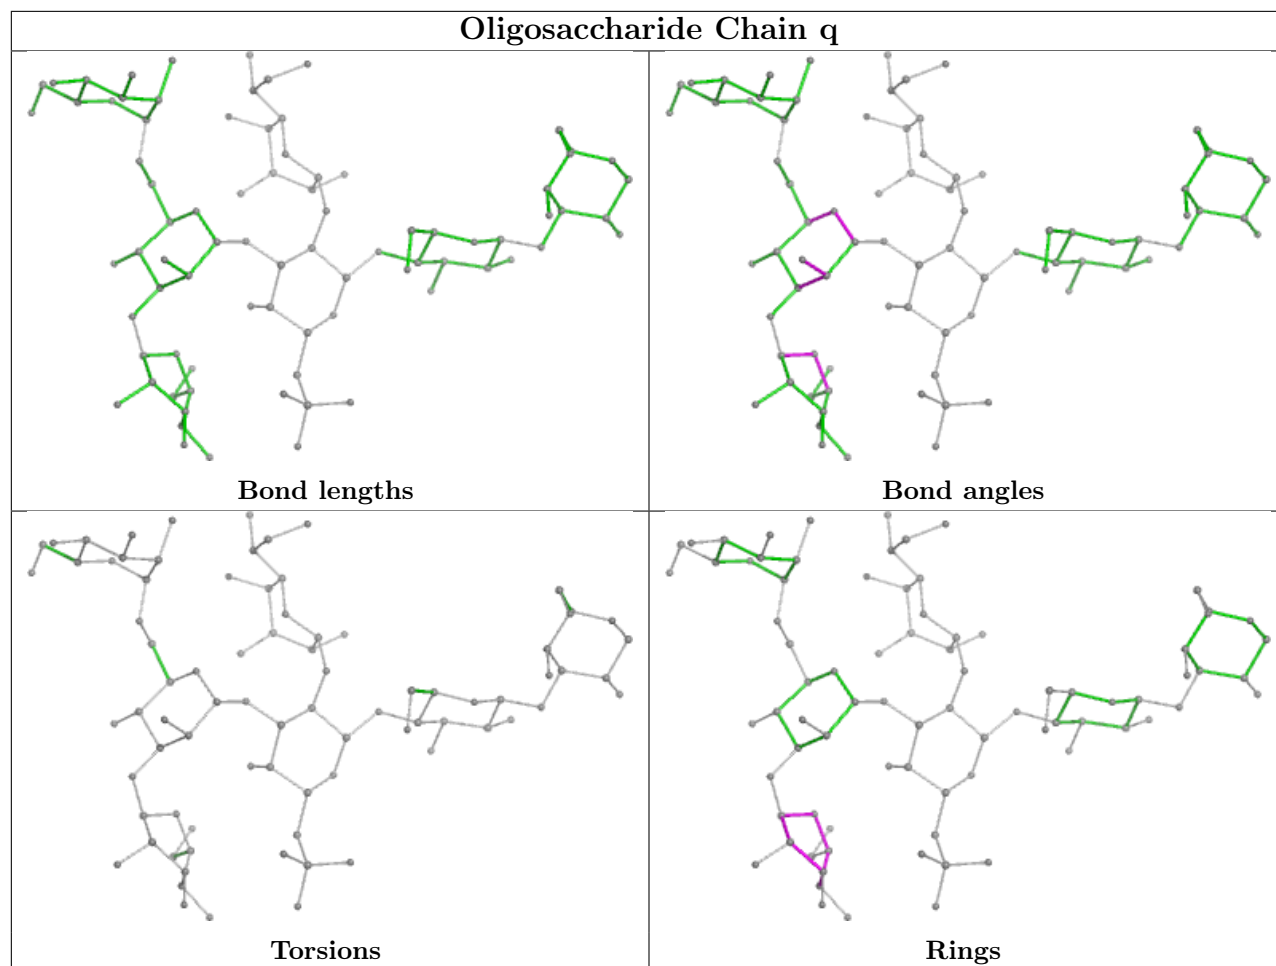 Oligosaccharide Chain q
Bond lengths
Bond angles
Torsions
Rings